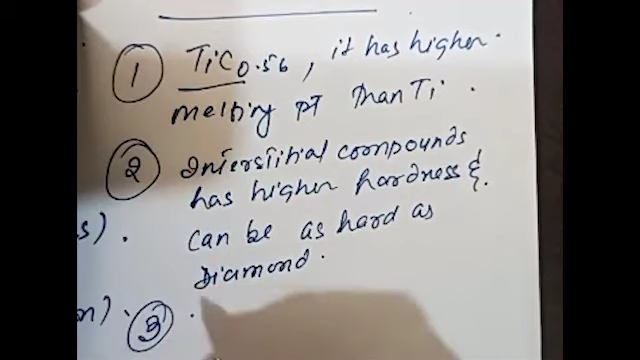 ① TiC0.56, it has higher.
melting pt Than Ti.
② Interstitial compounds
has higher hardness &.
s). can be as hard as
Diamond.
n). ③.